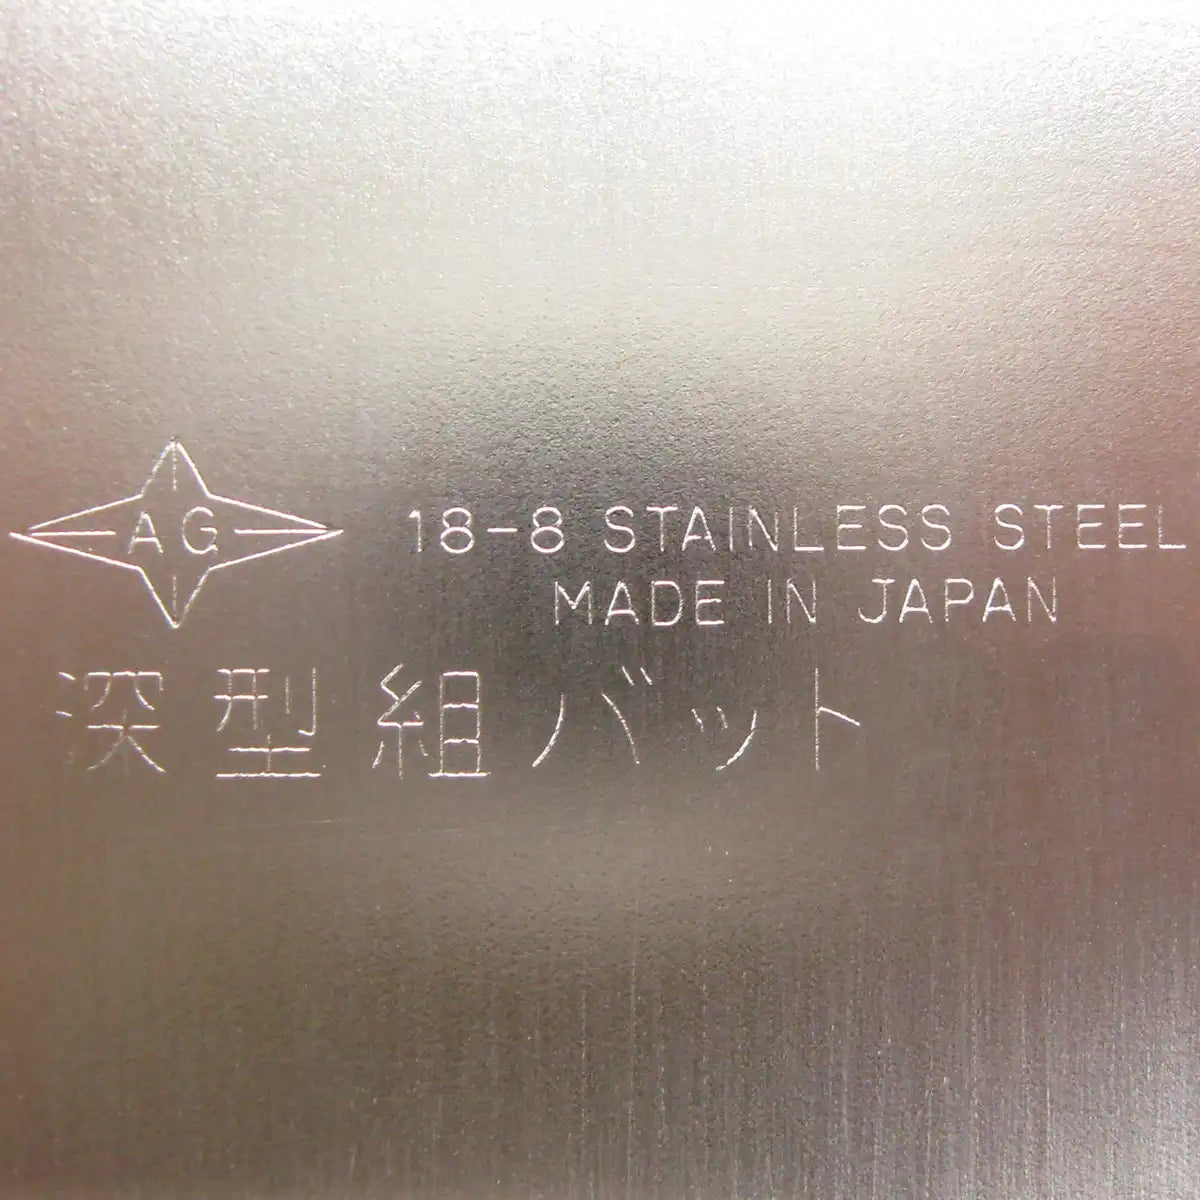 AG
18-8 STAINLESS STEEL
MADE IN JAPAN
深型組バット